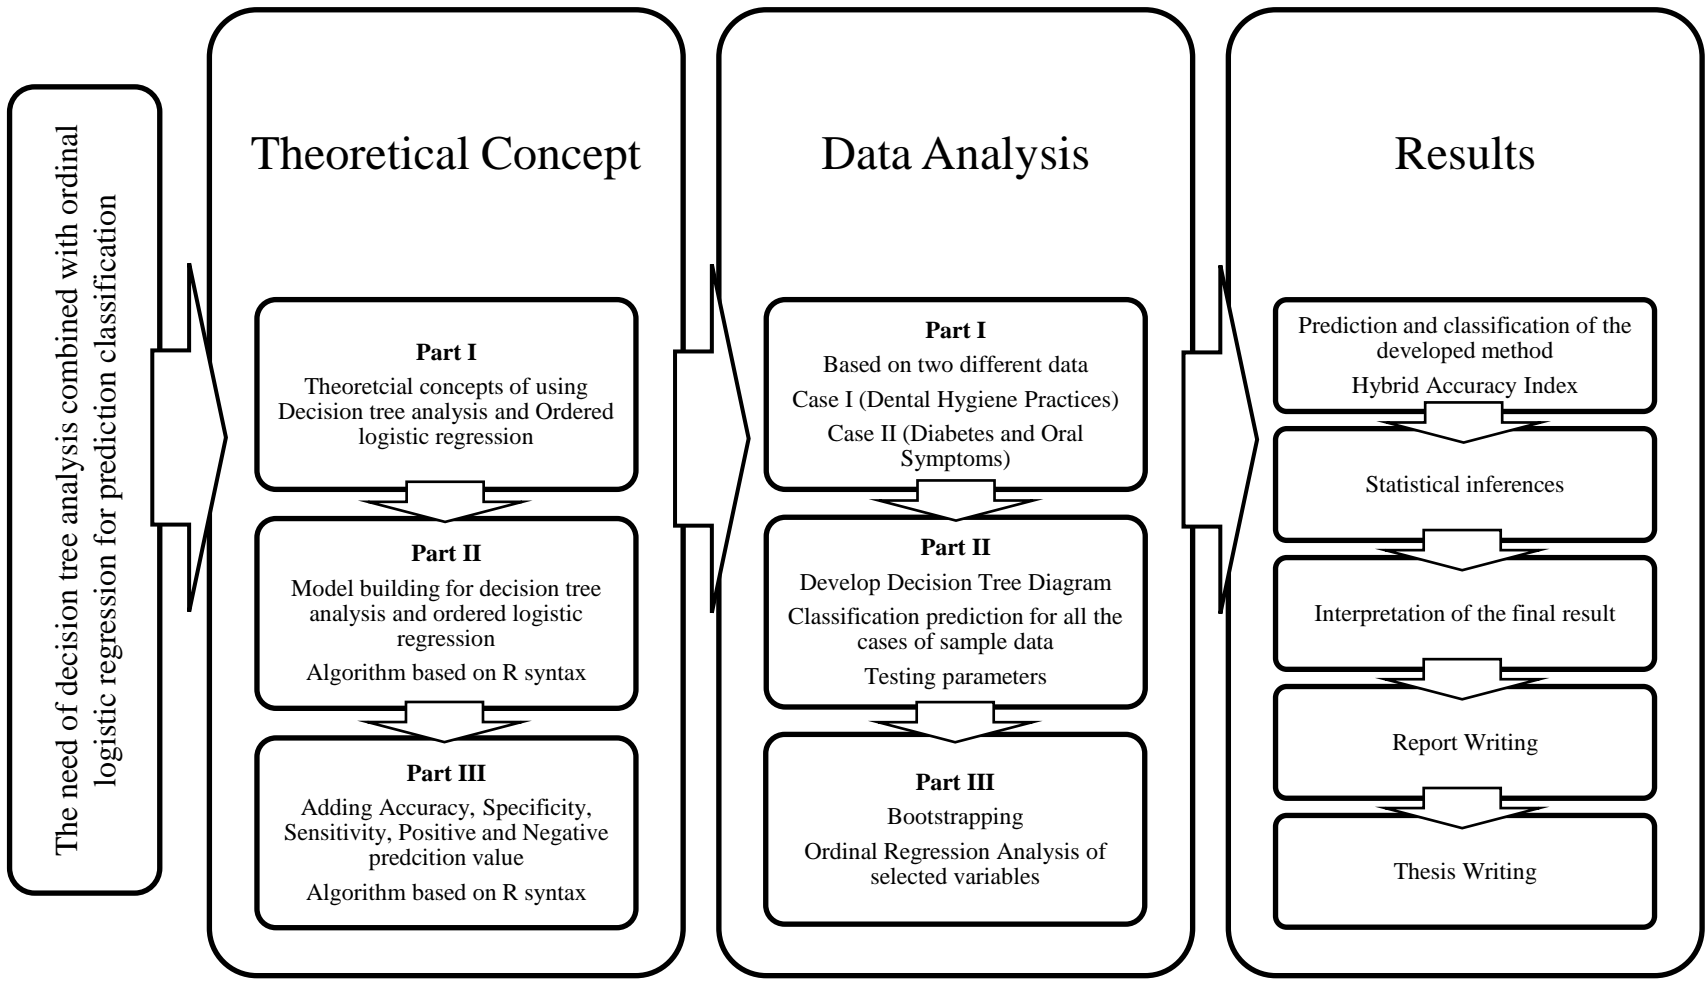 The need of decision tree analysis combined with ordinal
logistic regression for prediction classification
Theoretical Concept
Part I
Theoretcial concepts of using
Decision tree analysis and Ordered
logistic regression
Part II
Model building for decision tree
analysis and ordered logistic
regression
Algorithm based on R syntax
Part III
Adding Accuracy, Specificity,
Sensitivity, Positive and Negative
predcition value
Algorithm based on R syntax
Data Analysis
Part I
Based on two different data
Case I (Dental Hygiene Practices)
Case II (Diabetes and Oral
Symptoms)
Part II
Develop Decision Tree Diagram
Classification prediction for all the
cases of sample data
Testing parameters
Part III
Bootstrapping
Ordinal Regression Analysis of
selected variables
Results
Prediction and classification of the
developed method
Hybrid Accuracy Index
Statistical inferences
Interpretation of the final result
Report Writing
Thesis Writing